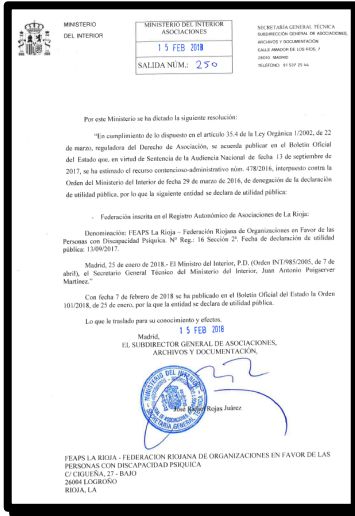 MINISTERIO
DEL INTERIOR
MINISTERIO DEL INTERIOR
ASOCIACIONES
15 FEB 2018
SALIDA NÚM.: 250
SECRETARÍA GENERAL TÉCNICA
SUBDIRECCIÓN GENERAL DE ASOCIACIONES,
ARCHIVOS Y DOCUMENTACIÓN
CALLE AMADOR DE LOS RÍOS, 7
28010 MADRID
TELÉFONO: 91 537 25 44
Por este Ministerio se ha dictado la siguiente resolución:
"En cumplimiento de lo dispuesto en el artículo 35.4 de la Ley Orgánica 1/2002, de 22
de marzo, reguladora del Derecho de Asociación, se acuerda publicar en el Boletín Oficial
del Estado que, en virtud de Sentencia de la Audiencia Nacional de fecha 13 de septiembre
de 2017, se ha estimado el recurso contencioso-administrativo núm. 478/2016, interpuesto contra la
Orden del Ministerio del Interior de fecha 29 de marzo de 2016, de denegación de la declaración
de utilidad pública, por lo que la siguiente entidad se declara de utilidad pública:
- Federación inscrita en el Registro Autonómico de Asociaciones de La Rioja:
Denominación: FEAPS La Rioja – Federación Riojana de Organizaciones en Favor de las
Personas con Discapacidad Psíquica. Nº Reg.: 16 Sección 2ª. Fecha de declaración de utilidad
pública: 13/09/2017.
Madrid, 25 de enero de 2018.- El Ministro del Interior, P.D. (Orden INT/985/2005, de 7 de
abril), el Secretario General Técnico del Ministerio del Interior, Juan Antonio Puigserver
Martínez."
Con fecha 7 de febrero de 2018 se ha publicado en el Boletín Oficial del Estado la Orden
101/2018, de 25 de enero, por la que la entidad se declara de utilidad pública.
Lo que le traslado para su conocimiento y efectos.
15 FEB 2018
Madrid,
EL SUBDIRECTOR GENERAL DE ASOCIACIONES,
ARCHIVOS Y DOCUMENTACIÓN,
MINISTERIO DEL INTERIOR
SECRETARÍA GENERAL
José Rojas Juárez
FEAPS LA RIOJA - FEDERACION RIOJANA DE ORGANIZACIONES EN FAVOR DE LAS
PERSONAS CON DISCAPACIDAD PSIQUICA
C/ CIGUEÑA, 27 - BAJO
26004 LOGROÑO
RIOJA, LA